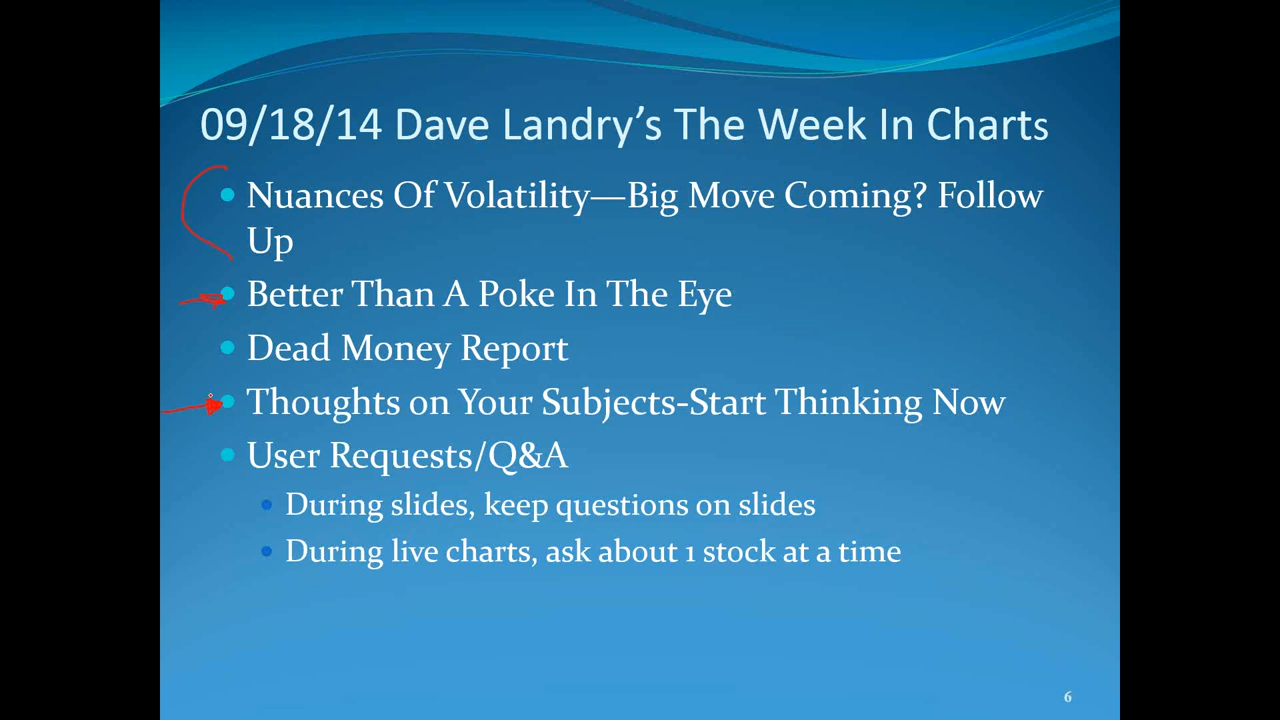 09/18/14 Dave Landry’s The Week In Charts
Nuances Of Volatility—Big Move Coming? Follow
Up
Better Than A Poke In The Eye
Dead Money Report
Thoughts on Your Subjects-Start Thinking Now
User Requests/Q&A
During slides, keep questions on slides
During live charts, ask about 1 stock at a time
6